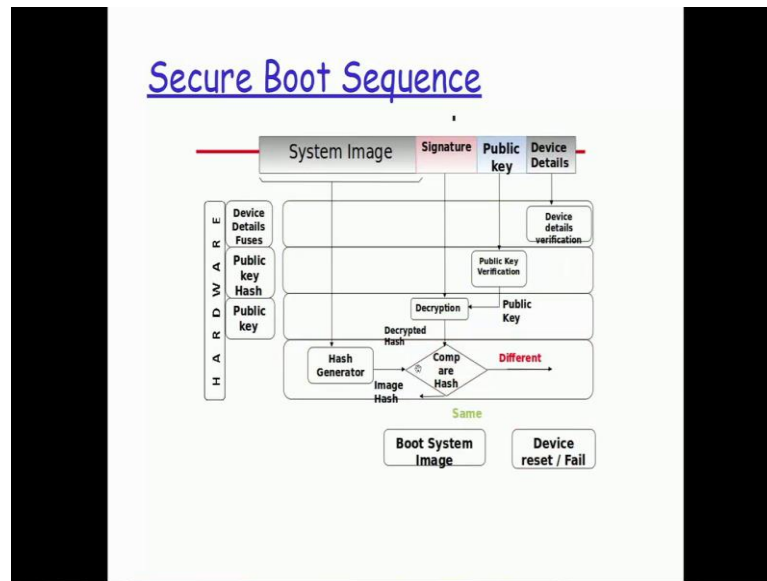 Secure Boot Sequence
System Image
Signature
Public
key
Device
Details
HARDWARE
Device
Details
Fuses
Device
details
verification
Public
key
Hash
Public Key
Verification
Public
key
Decryption
Public
Key
Decrypted
Hash
Hash
Generator
Image
Hash
Comp
are
Hash
Different
Same
Boot System
Image
Device
reset / Fail